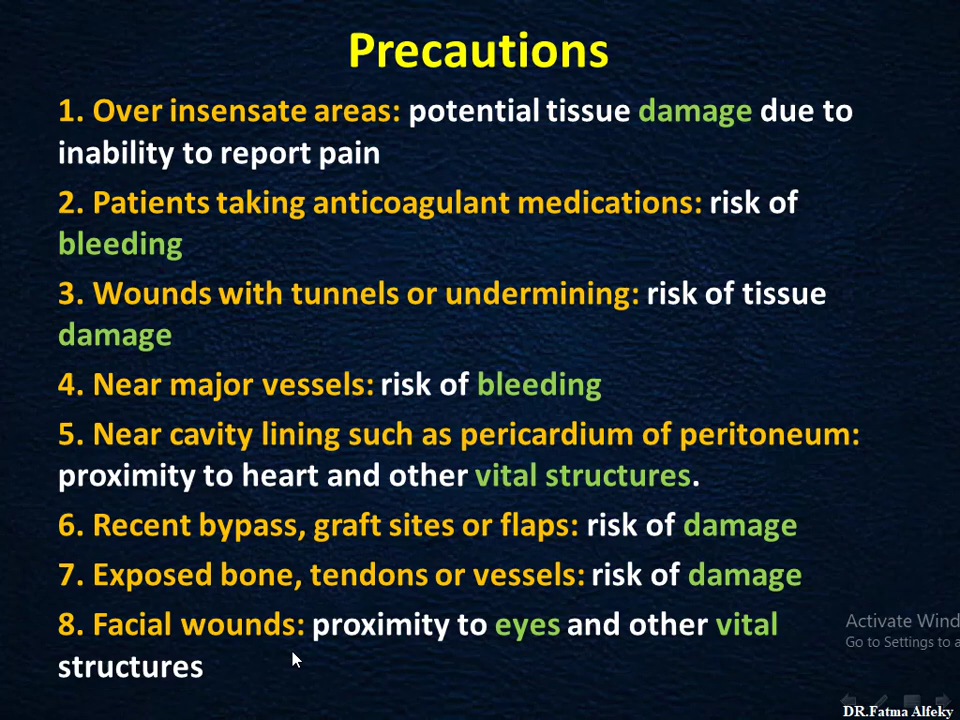 Precautions
1. Over insensate areas: potential tissue damage due to
inability to report pain
2. Patients taking anticoagulant medications: risk of
bleeding
3. Wounds with tunnels or undermining: risk of tissue
damage
4. Near major vessels: risk of bleeding
5. Near cavity lining such as pericardium of peritoneum:
proximity to heart and other vital structures.
6. Recent bypass, graft sites or flaps: risk of damage
7. Exposed bone, tendons or vessels: risk of damage
8. Facial wounds: proximity to eyes and other vital
structures
Activate Wind
Go to Settings to a
DR.Fatma Alfeky